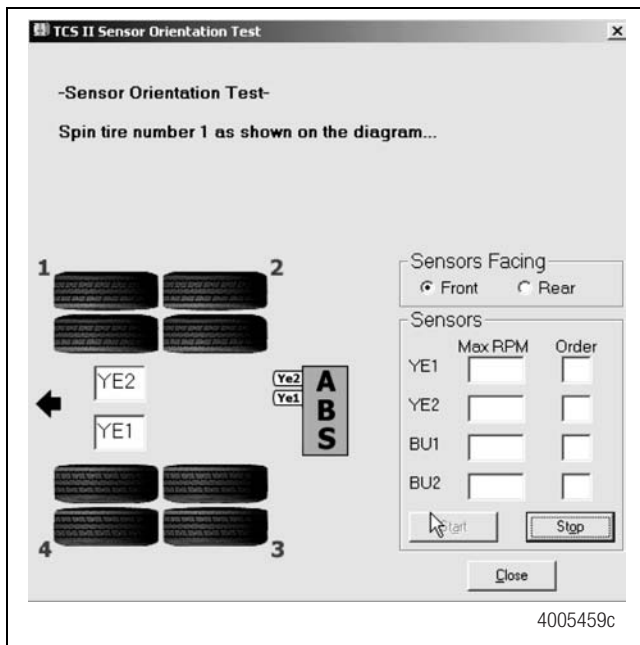 TCS II Sensor Orientation Test
-Sensor Orientation Test-
Spin tire number 1 as shown on the diagram...
1 2
YE2
YE1
Ye2
Ye1
A
B
S
4 3
Sensors Facing
Front Rear
Sensors
Max RPM Order
YE1
YE2
BU1
BU2
Start Stop
Close
4005459c